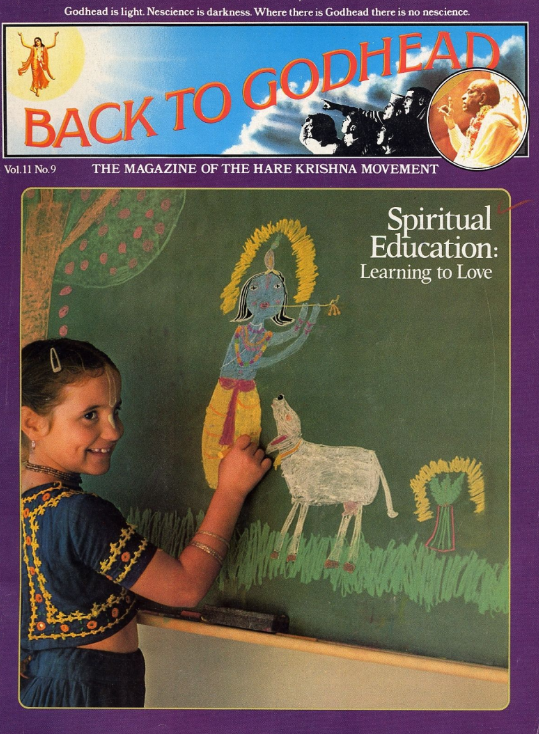 Godhead is light. Nescience is darkness. Where there is Godhead there is no nescience.
BACK TO GODHEAD
Vol.11 No.9
THE MAGAZINE OF THE HARE KRISHNA MOVEMENT
Spiritual
Education:
Learning to Love